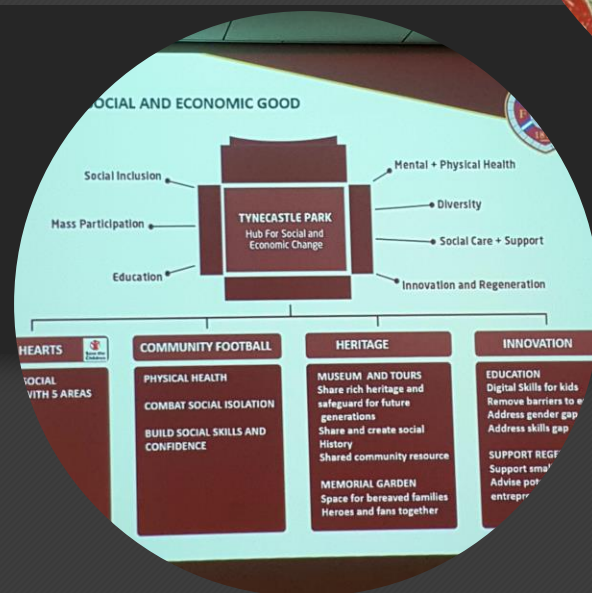 SOCIAL AND ECONOMIC GOOD
Social Inclusion
Mass Participation
Education
TYNECASTLE PARK
Hub For Social and
Economic Change
Mental + Physical Health
Diversity
Social Care + Support
Innovation and Regeneration
HEARTS
Save the
Children
SOCIAL
WITH 5 AREAS
COMMUNITY FOOTBALL
PHYSICAL HEALTH
COMBAT SOCIAL ISOLATION
BUILD SOCIAL SKILLS AND
CONFIDENCE
HERITAGE
MUSEUM AND TOURS
Share rich heritage and
safeguard for future
generations
Share and create social
History
Shared community resource
MEMORIAL GARDEN
Space for bereaved families
Heroes and fans together
INNOVATION
EDUCATION
Digital Skills for kids
Remove barriers to
Address gender gap
Address skills gap
SUPPORT
Support
Advise